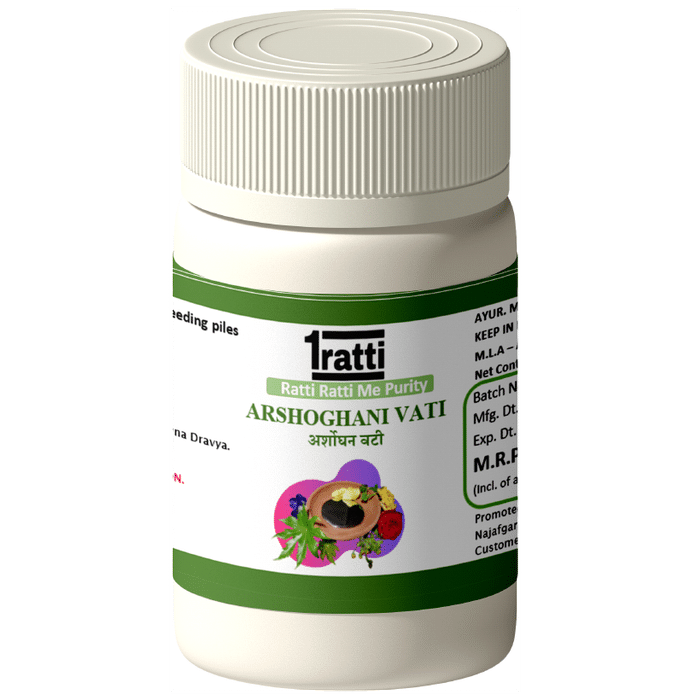 eeding piles
na Dravya.
N.
1ratti
Ratti Ratti Me Purity
ARSHOGHANI VATI
अर्शोघन बटी
AYUR. M
KEEP IN
M.L.A –
Net Cont
Batch N
Mfg. Dt.
Exp. Dt.
M.R.P
(Incl. of a
Promote
Najafgar
Custome